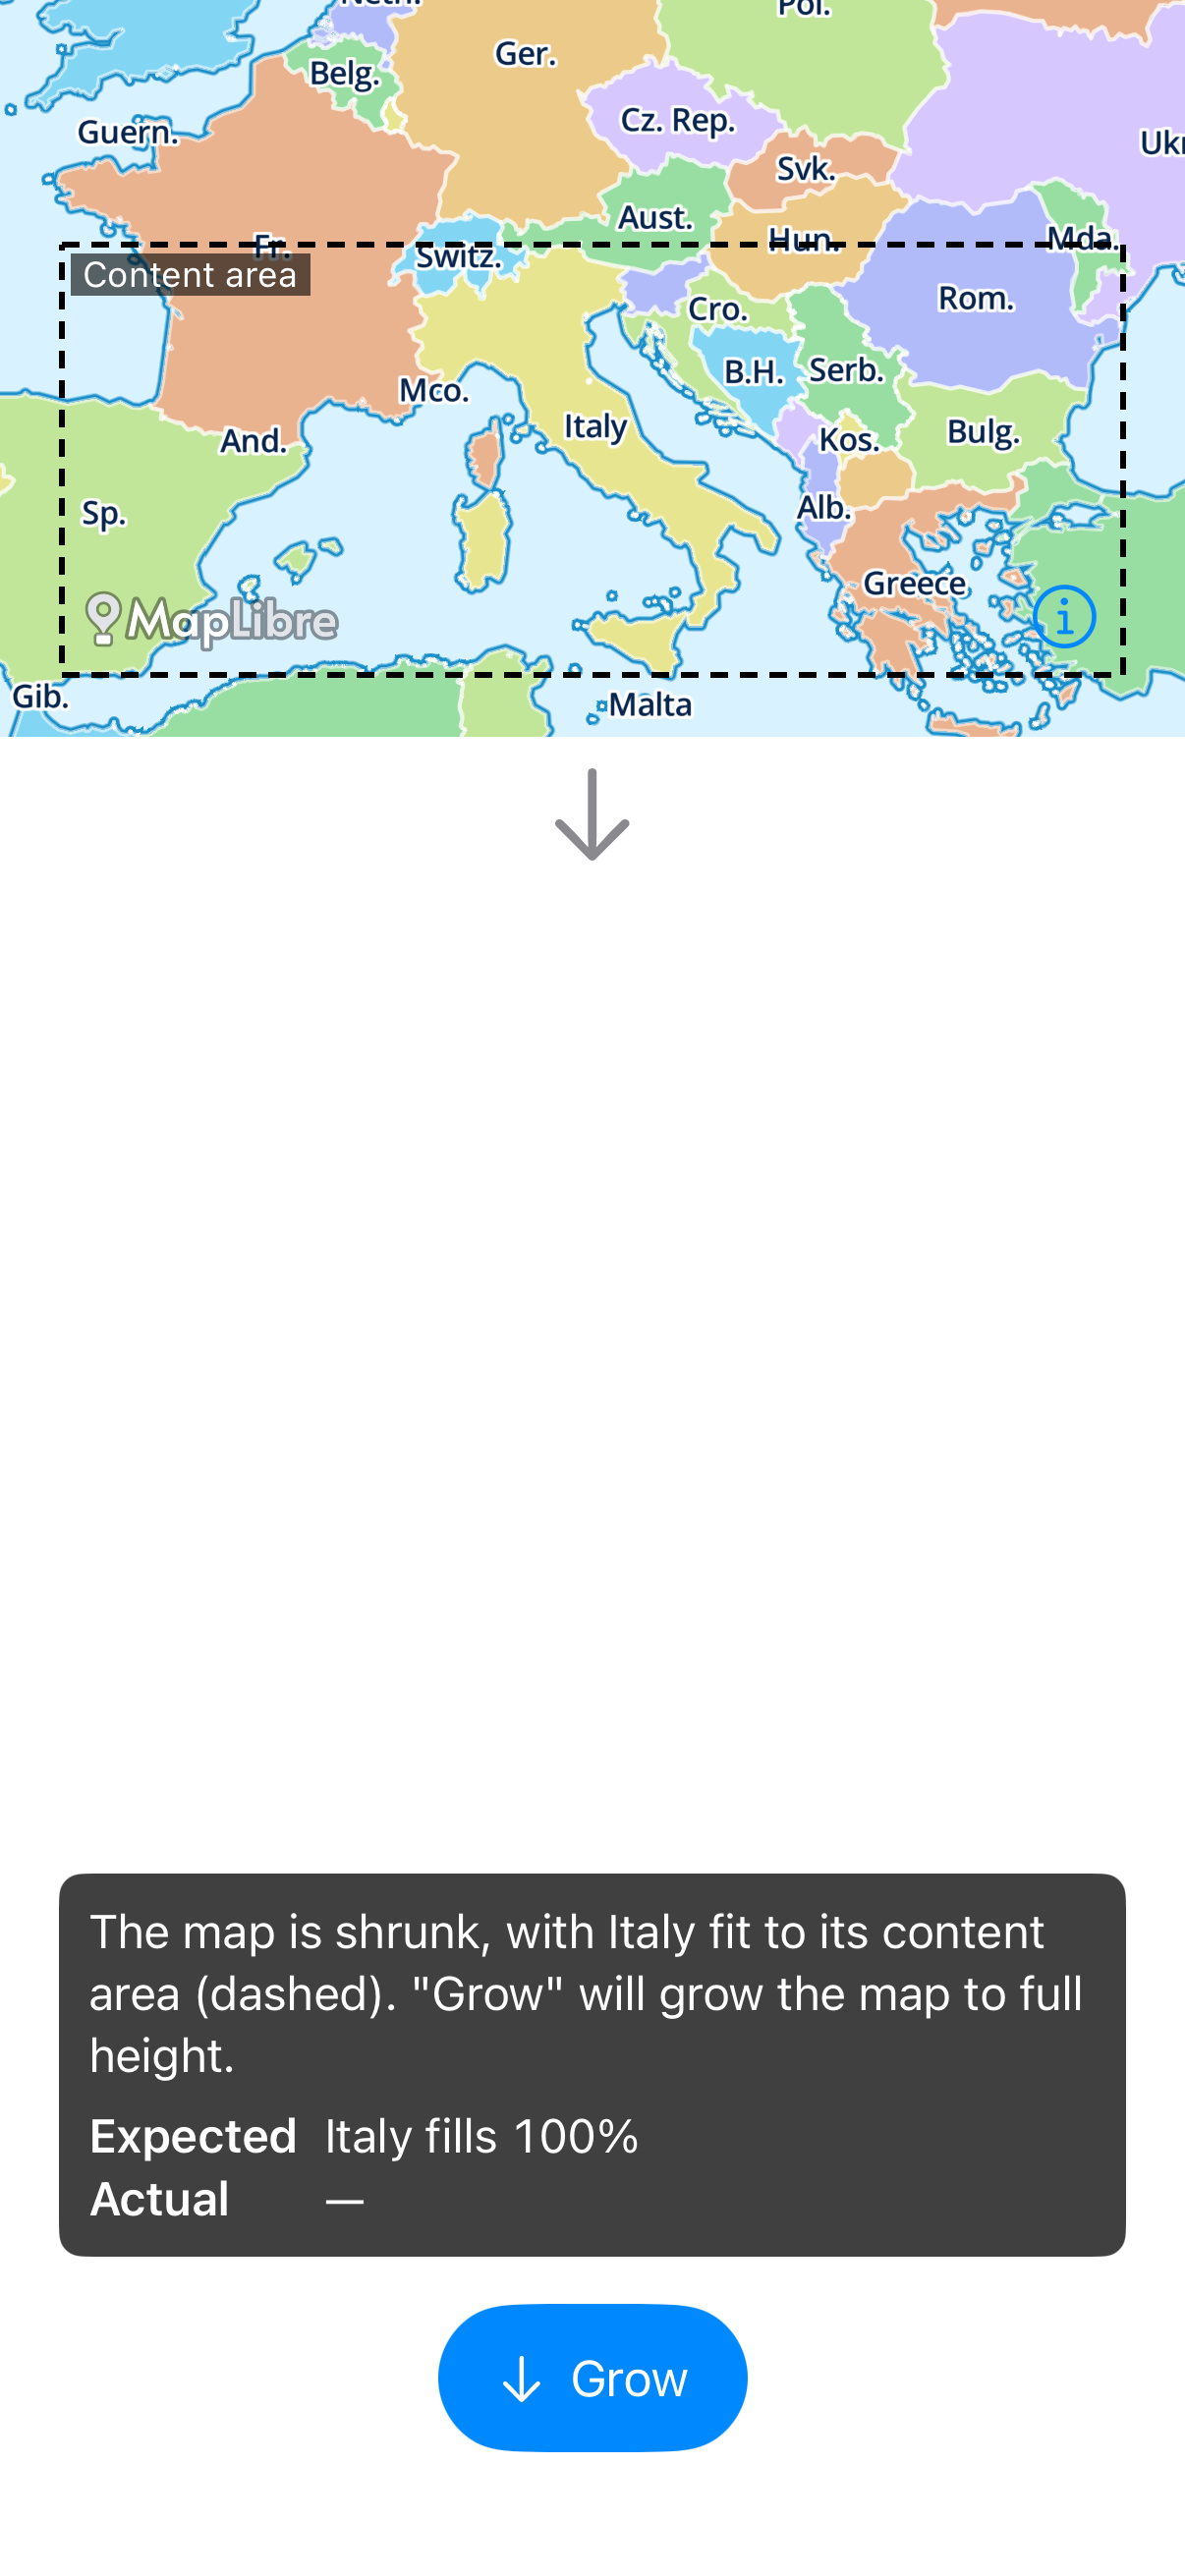 Pol.
Ger.
Belg.
Cz. Rep.
Guern.
Svk.
Aust.
Fr.
Switz.
Hun.
Mda.
Content area
Rom.
Cro.
B.H.
Serb.
Mco.
Italy
And.
Kos.
Bulg.
Sp.
Alb.
Greece
MapLibre
i
Gib.
Malta
The map is shrunk, with Italy fit to its content
area (dashed). "Grow" will grow the map to full
height.
Expected Italy fills 100%
Actual —
Grow